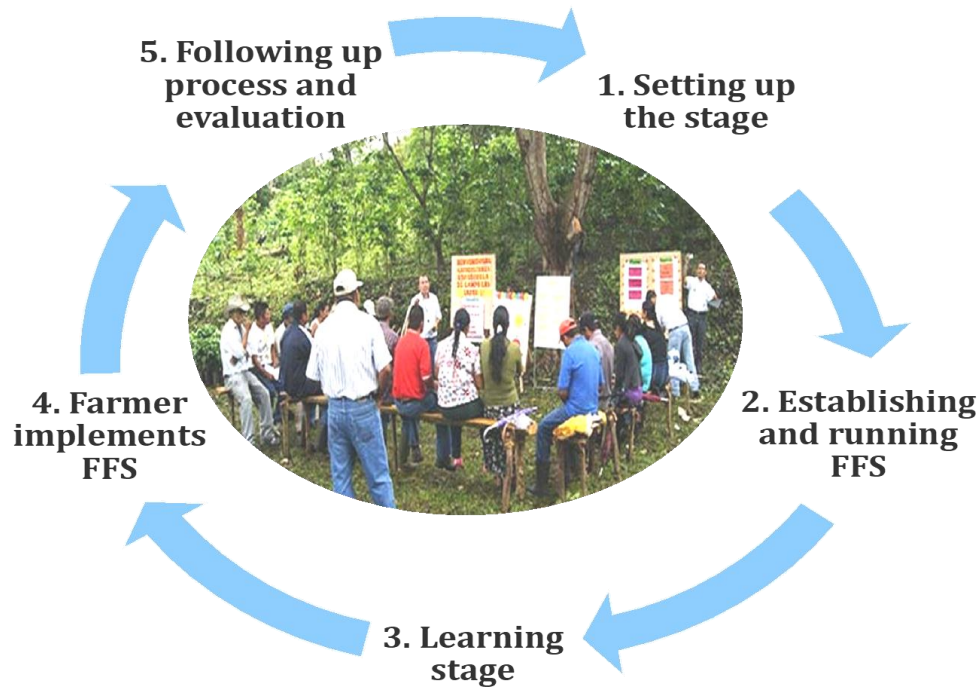 5. Following up
process and
evaluation
1. Setting up
the stage
2. Establishing
and running
FFS
3. Learning
stage
4. Farmer
implements
FFS